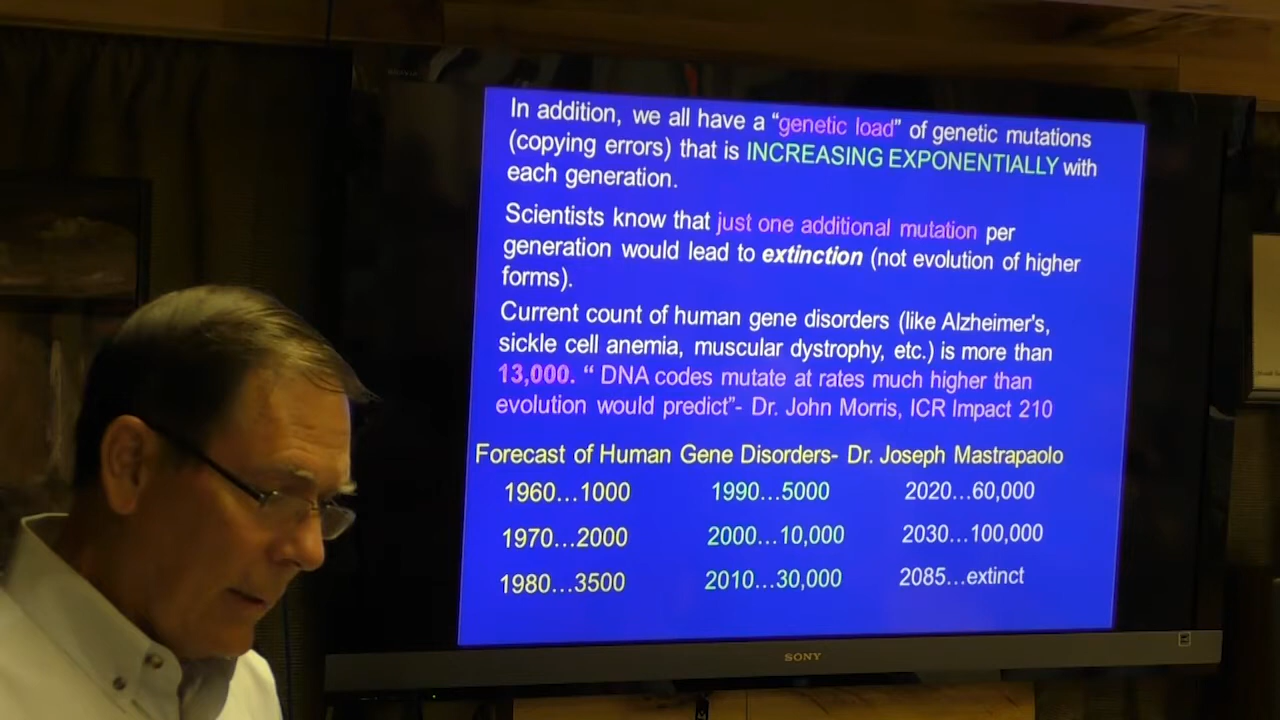 In addition, we all have a “genetic load” of genetic mutations
(copying errors) that is INCREASING EXPONENTIALLY with
each generation.
Scientists know that just one additional mutation per
generation would lead to extinction (not evolution of higher
forms).
Current count of human gene disorders (like Alzheimer's,
sickle cell anemia, muscular dystrophy, etc.) is more than
13,000. “ DNA codes mutate at rates much higher than
evolution would predict”- Dr. John Morris, ICR Impact 210
Forecast of Human Gene Disorders- Dr. Joseph Mastrapaolo
1960...1000 1990...5000 2020...60,000
1970...2000 2000...10,000 2030...100,000
1980...3500 2010...30,000 2085...extinct
SONY